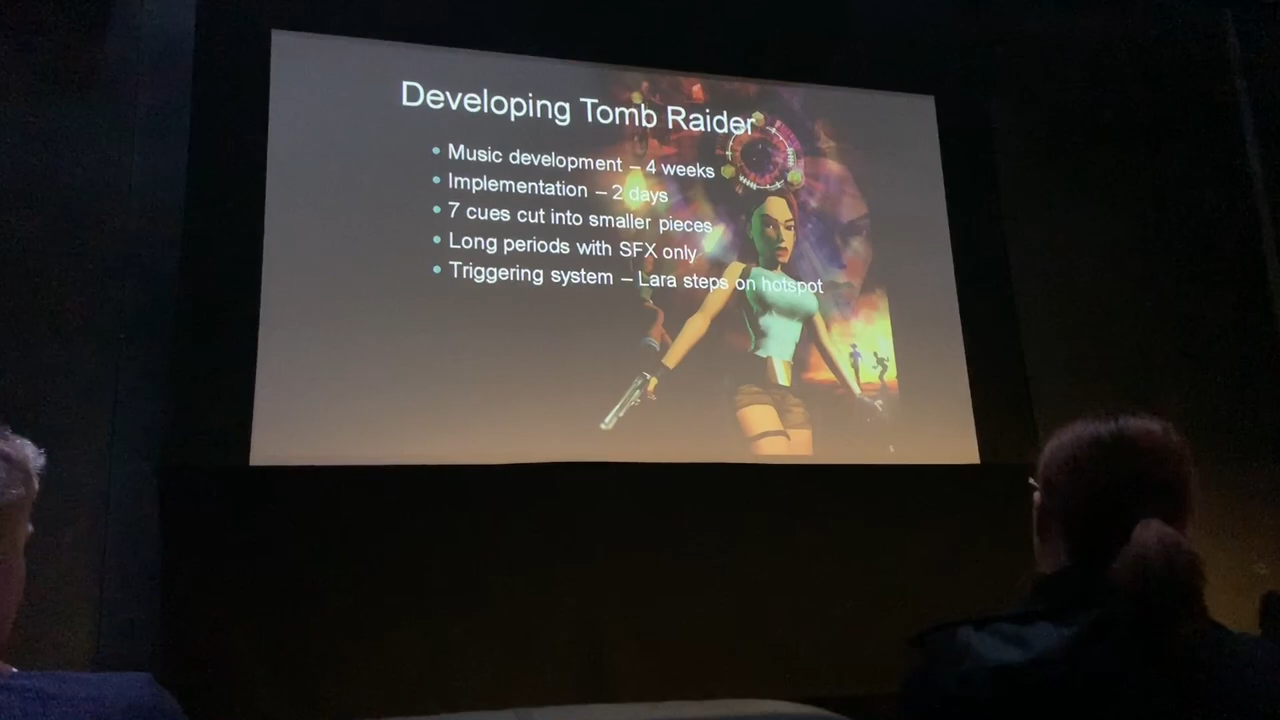 Developing Tomb Raider
• Music development – 4 weeks
• Implementation – 2 days
• 7 cues cut into smaller pieces
• Long periods with SFX only
• Triggering system – Lara steps on hotspot